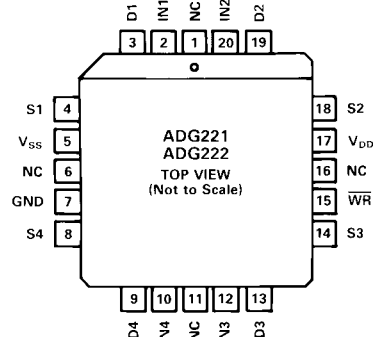 D1 IN1 NC IN2 D2
3 2 1 20 19
S1 4 18 S2
VSS 5 17 VDD
ADG221
ADG222
NC 6 16 NC
TOP VIEW
(Not to Scale)
GND 7 15 W̅R̅
S4 8 14 S3
9 10 11 12 13
D4 IN4 NC IN3 D3